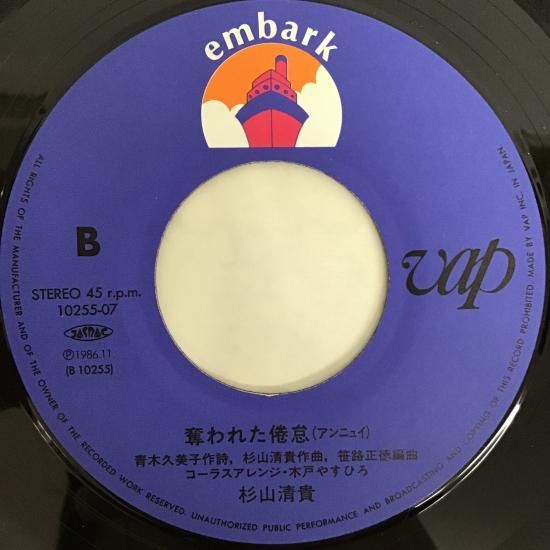 embark
B
STEREO 45 r.p.m.
10255-07
JASRAC
Ⓟ1986.11
(B 10255)
vap
奪われた倦怠(アンニュイ)
青木久美子作詩，杉山清貴作曲，笹路正徳編曲
コーラスアレンジ・木戸やすひろ
杉山清貴
ALL RIGHTS OF THE MANUFACTURER AND OF THE OWNER OF THE RECORDED WORK RESERVED. UNAUTHORIZED PUBLIC PERFORMANCE AND BROADCASTING AND COPYING OF THIS RECORD PROHIBITED. MADE BY VAP INC. IN JAPAN.